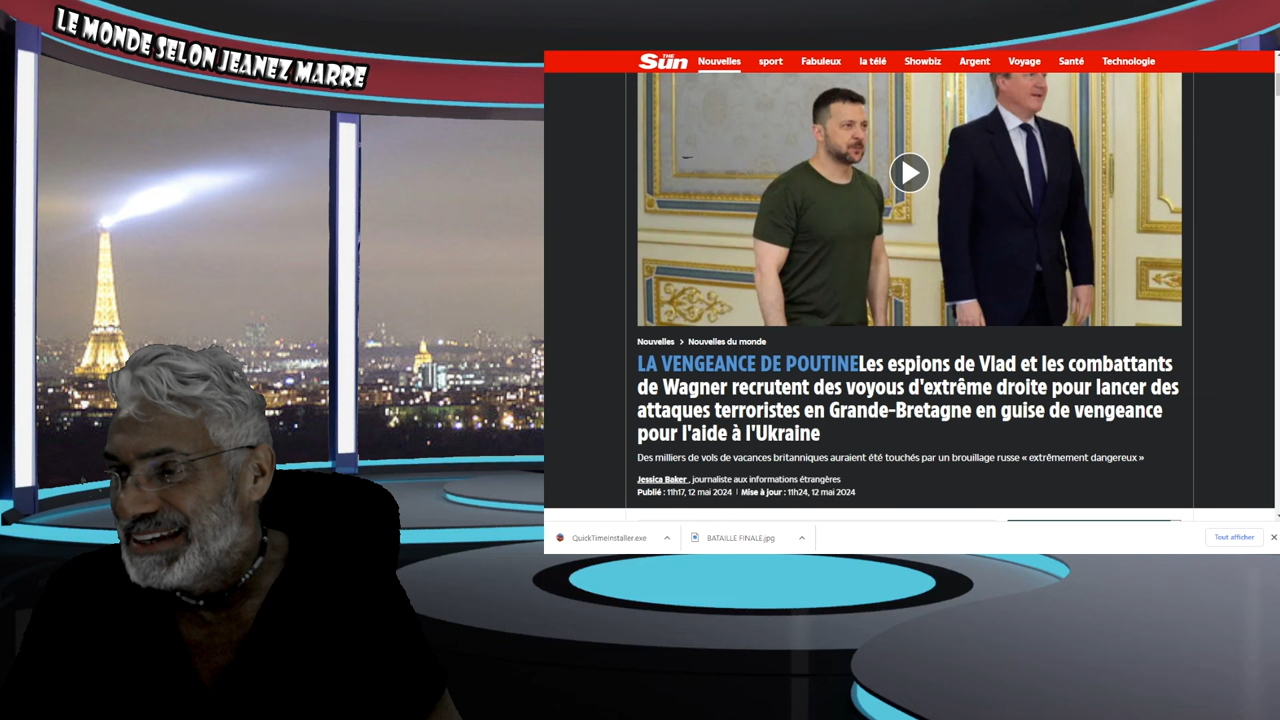 LE MONDE SELON JEANEZ MARRE
THE Sun Nouvelles sport Fabuleux la télé Showbiz Argent Voyage Santé Technologie
Nouvelles > Nouvelles du monde
LA VENGEANCE DE POUTINELes espions de Vlad et les combattants
de Wagner recrutent des voyous d'extrême droite pour lancer des
attaques terroristes en Grande-Bretagne en guise de vengeance
pour l'aide à l'Ukraine
Des milliers de vols de vacances britanniques auraient été touchés par un brouillage russe « extrêmement dangereux »
Jessica Baker , journaliste aux informations étrangères
Publié : 11h17, 12 mai 2024 | Mise à jour : 11h24, 12 mai 2024
QuickTimeInstaller.exe BATAILLE FINALE.jpg Tout afficher